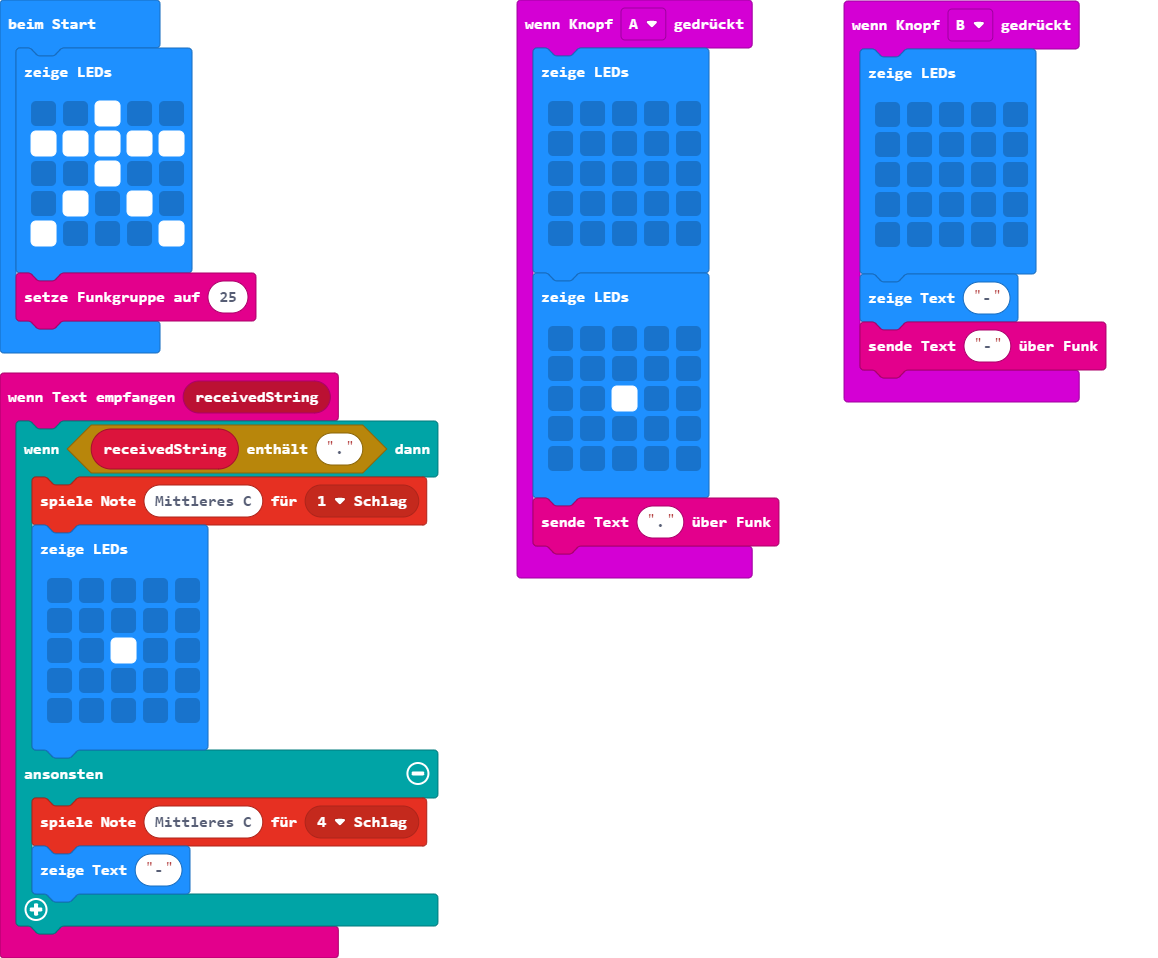 beim Start
zeige LEDs
setze Funkgruppe auf 25
wenn Text empfangen receivedString
wenn receivedString enthält "." dann
spiele Note Mittleres C für 1 Schlag
zeige LEDs
ansonsten
spiele Note Mittleres C für 4 Schlag
zeige Text "-"
wenn Knopf A gedrückt
zeige LEDs
zeige LEDs
sende Text "." über Funk
wenn Knopf B gedrückt
zeige LEDs
zeige Text "-"
sende Text "-" über Funk